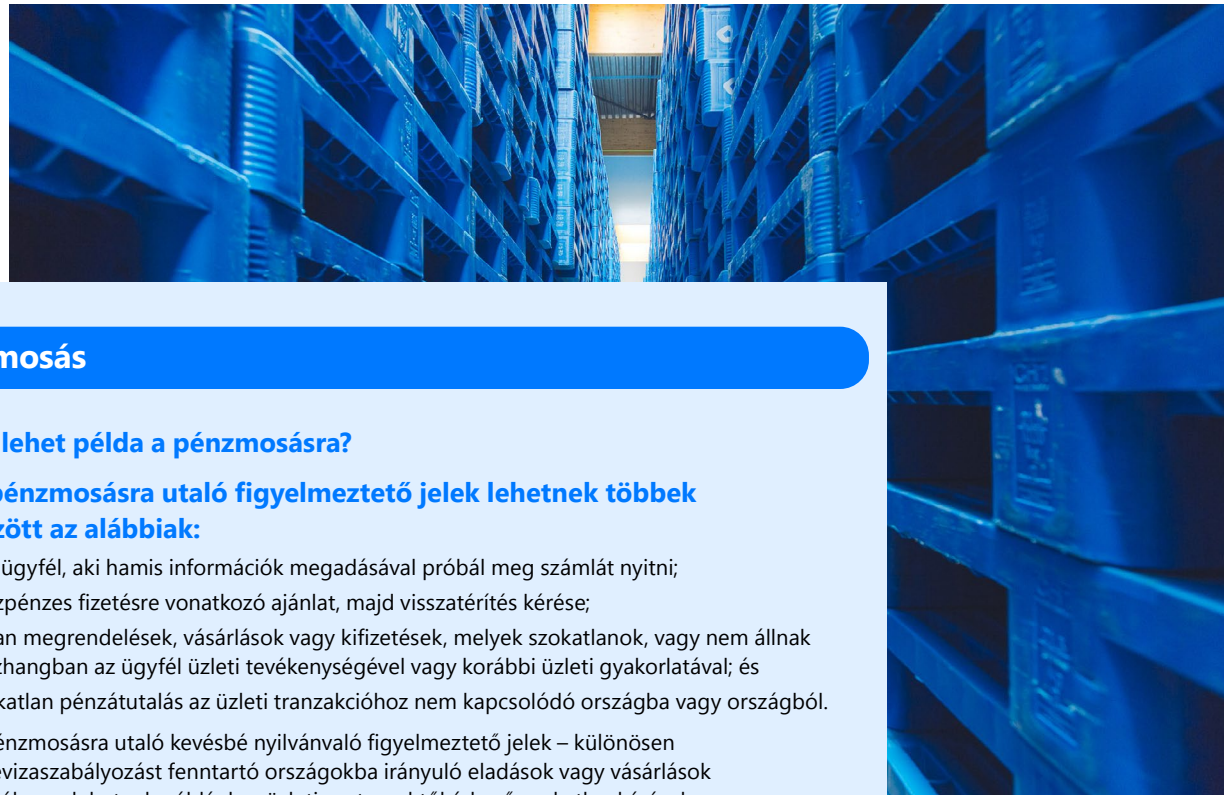 mosás
lehet példa a pénzmosásra?
pénzmosásra utaló figyelmeztető jelek lehetnek többek
zött az alábbiak:
ügyfél, aki hamis információk megadásával próbál meg számlát nyitni;
zpénzes fizetésre vonatkozó ajánlat, majd visszatérítés kérése;
an megrendelések, vásárlások vagy kifizetések, melyek szokatlanok, vagy nem állnak
zhangban az ügyfél üzleti tevékenységével vagy korábbi üzleti gyakorlatával; és
katlan pénzátutalás az üzleti tranzakcióhoz nem kapcsolódó országba vagy országból.
énzmosásra utaló kevésbé nyilvánvaló figyelmeztető jelek – különösen
evizaszabályozást fenntartó országokba irányuló eladások vagy vásárlások